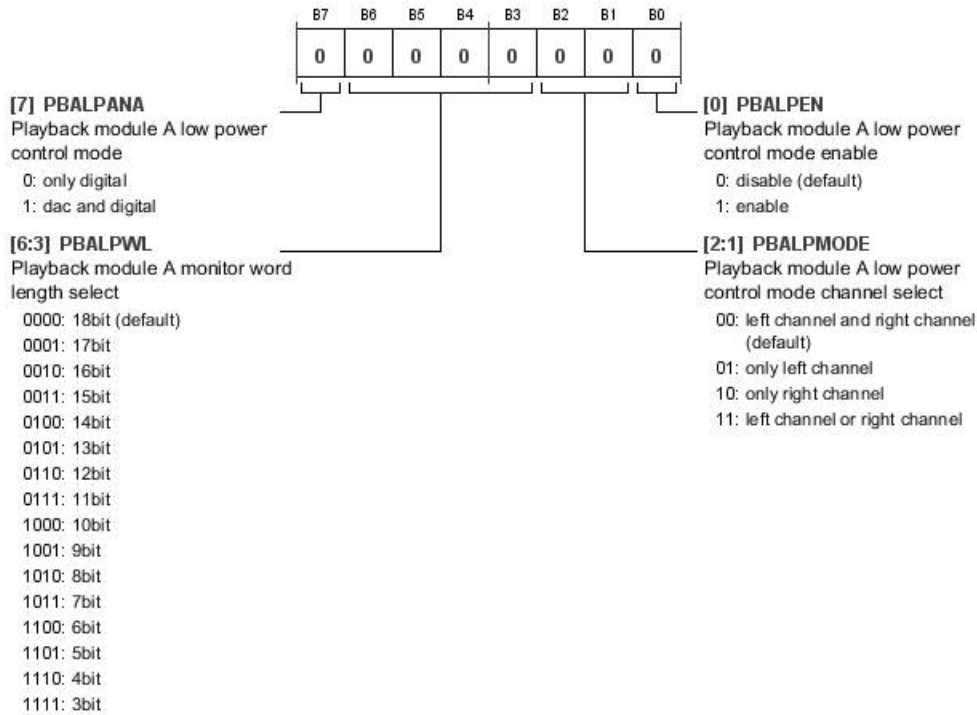 B7 B6 B5 B4 B3 B2 B1 B0
0 0 0 0 0 0 0 0
[7] PBALPANA
Playback module A low power
control mode
0: only digital
1: dac and digital
[6:3] PBALPWL
Playback module A monitor word
length select
0000: 18bit (default)
0001: 17bit
0010: 16bit
0011: 15bit
0100: 14bit
0101: 13bit
0110: 12bit
0111: 11bit
1000: 10bit
1001: 9bit
1010: 8bit
1011: 7bit
1100: 6bit
1101: 5bit
1110: 4bit
1111: 3bit
[0] PBALPEN
Playback module A low power
control mode enable
0: disable (default)
1: enable
[2:1] PBALPMODE
Playback module A low power
control mode channel select
00: left channel and right channel
(default)
01: only left channel
10: only right channel
11: left channel or right channel